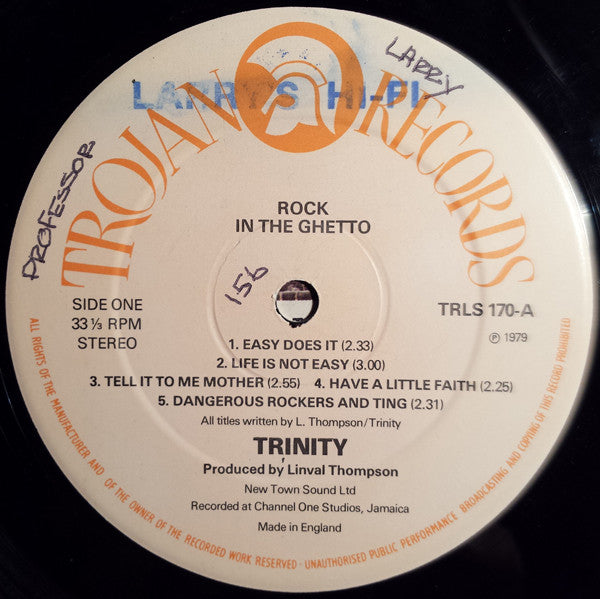 LARRY
LARRY'S HI-FI
PROFESSOR
TROJAN RECORDS
ROCK
IN THE GHETTO
156
SIDE ONE
33 ⅓ RPM
STEREO
TRLS 170-A
℗ 1979
1. EASY DOES IT (2.33)
2. LIFE IS NOT EASY (3.00)
3. TELL IT TO ME MOTHER (2.55) 4. HAVE A LITTLE FAITH (2.25)
5. DANGEROUS ROCKERS AND TING (2.31)
All titles written by L. Thompson/Trinity
TRINITY
Produced by Linval Thompson
New Town Sound Ltd
Recorded at Channel One Studios, Jamaica
Made in England
ALL RIGHTS OF THE MANUFACTURER AND OF THE OWNER OF THE RECORDED WORK RESERVED - UNAUTHORISED PUBLIC PERFORMANCE BROADCASTING AND COPYING OF THIS RECORD PROHIBITED